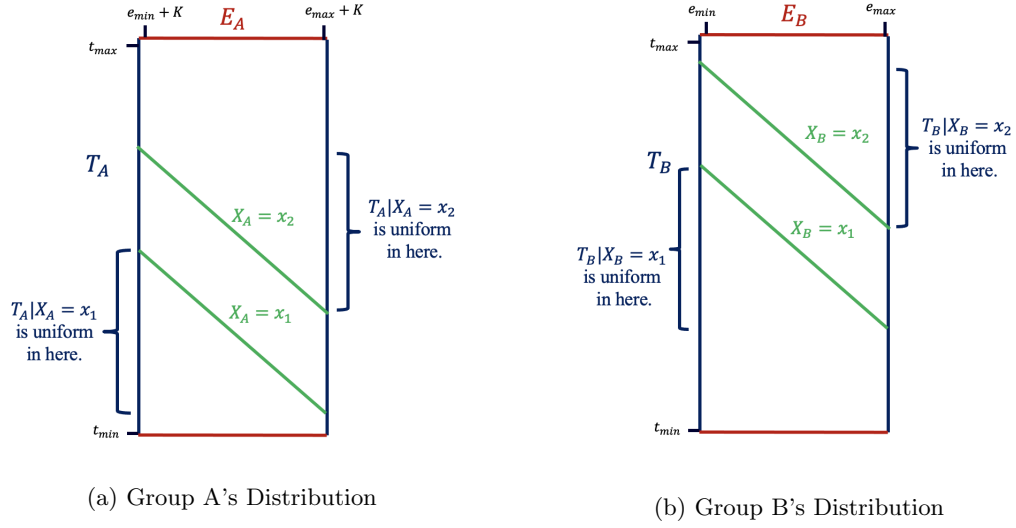 e_min + K
E_A
e_max + K
t_max
T_A
X_A = x_2
T_A|X_A = x_2
is uniform
in here.
T_A|X_A = x_1
is uniform
in here.
X_A = x_1
t_min
(a) Group A's Distribution
e_min
E_B
e_max
t_max
X_B = x_2
T_B|X_B = x_2
is uniform
in here.
T_B
X_B = x_1
T_B|X_B = x_1
is uniform
in here.
t_min
(b) Group B's Distribution